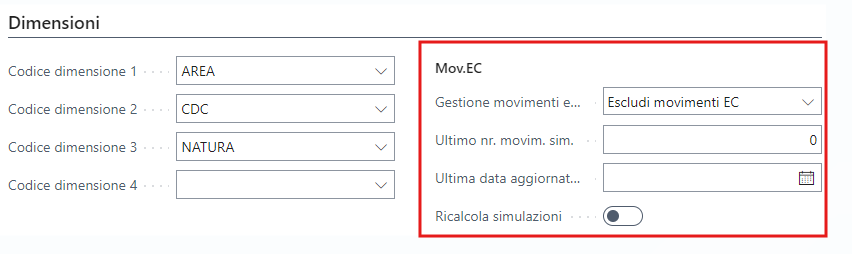 Dimensioni
Codice dimensione 1
AREA
Codice dimensione 2
CDC
Codice dimensione 3
NATURA
Codice dimensione 4
Mov.EC
Gestione movimenti e...
Escludi movimenti EC
Ultimo nr. movim. sim.
0
Ultima data aggiornat...
Ricalcola simulazioni